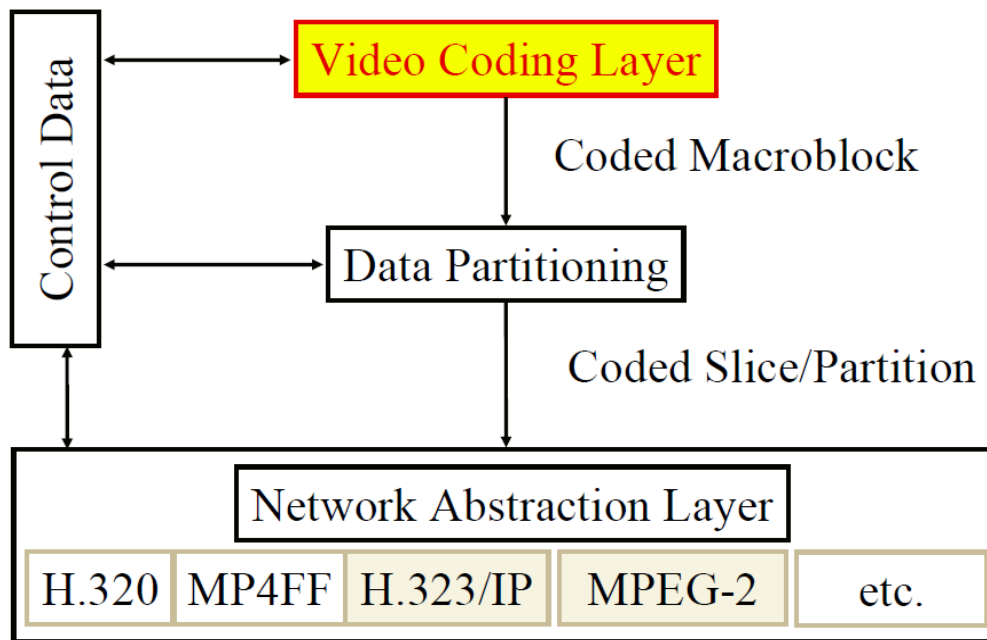 Control Data
Video Coding Layer
Coded Macroblock
Data Partitioning
Coded Slice/Partition
Network Abstraction Layer
H.320
MP4FF
H.323/IP
MPEG-2
etc.